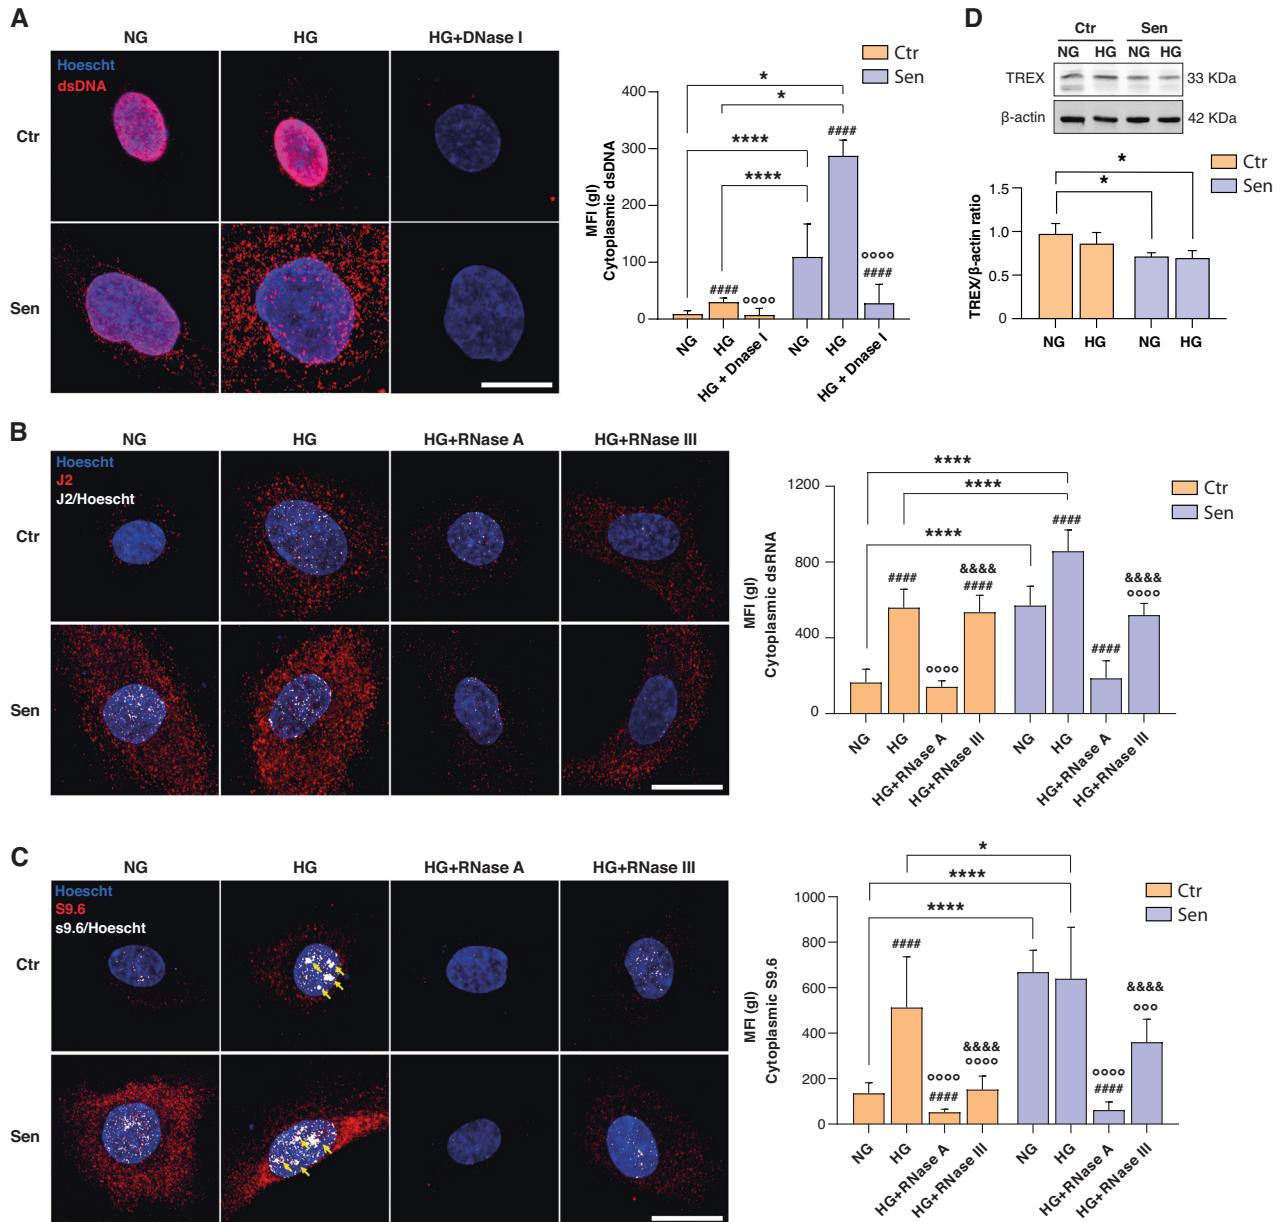 A
NG HG HG+DNase I
Hoescht
dsDNA
Ctr
Sen
Ctr
Sen
MFI (gI)
Cytoplasmic dsDNA
400
300
200
100
0
*
*
****
****
####
°°°°
####
°°°°
####
NG HG HG + Dnase I NG HG HG + Dnase I
D
Ctr Sen
NG HG NG HG
TREX 33 KDa
β-actin 42 KDa
Ctr
Sen
TREX/β-actin ratio
1.5
1.0
0.5
0
*
*
NG HG NG HG
B
NG HG HG+RNase A HG+RNase III
Hoescht
J2
J2/Hoescht
Ctr
Sen
Ctr
Sen
MFI (gI)
Cytoplasmic dsRNA
1200
800
400
0
****
****
****
####
°°°°
&&&&
####
####
####
&&&&
°°°°
NG HG HG+RNase A HG+RNase III NG HG HG+RNase A HG+RNase III
C
NG HG HG+RNase A HG+RNase III
Hoescht
S9.6
s9.6/Hoescht
Ctr
Sen
Ctr
Sen
MFI (gI)
Cytoplasmic S9.6
1000
800
600
400
200
0
*
****
****
####
°°°°
####
&&&&
°°°°
°°°°
####
&&&&
°°°
NG HG HG+RNase A HG+RNase III NG HG HG+RNase A HG+RNase III